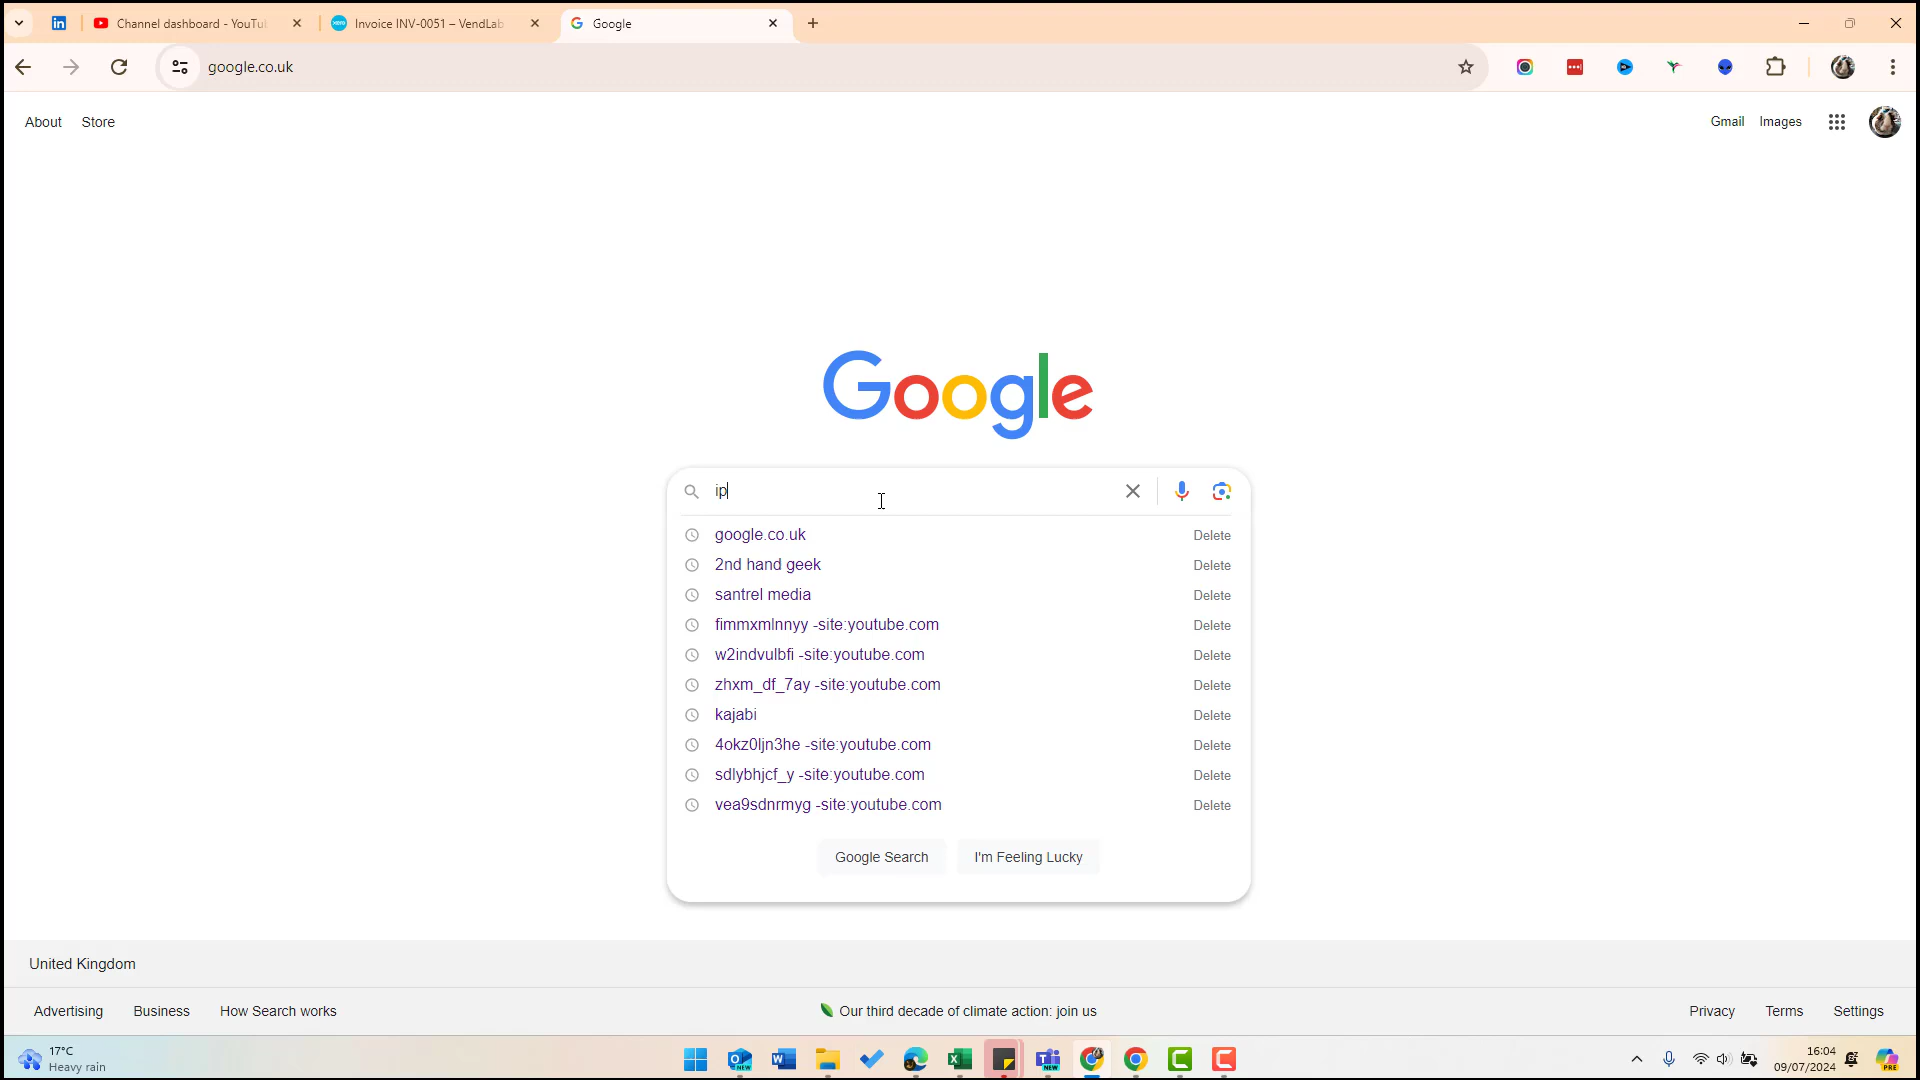 Channel dashboard - YouTu
Invoice INV-0051 – VendLab
Google
google.co.uk
About Store
Gmail Images
Google
ip
google.co.uk Delete
2nd hand geek Delete
santrel media Delete
fimmxmlnnyy -site:youtube.com Delete
w2indvulbfi -site:youtube.com Delete
zhxm_df_7ay -site:youtube.com Delete
kajabi Delete
4okz0ljn3he -site:youtube.com Delete
sdlybhjcf_y -site:youtube.com Delete
vea9sdnrmyg -site:youtube.com Delete
Google Search I'm Feeling Lucky
United Kingdom
Advertising Business How Search works
Our third decade of climate action: join us
Privacy Terms Settings
17°C
Heavy rain
16:04
09/07/2024